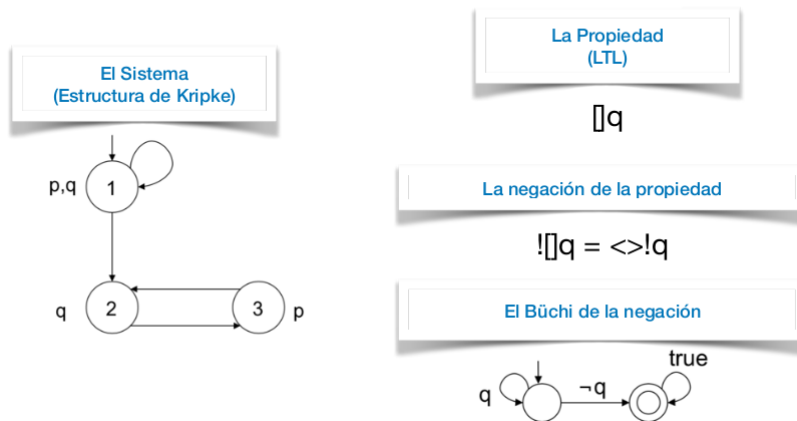 El Sistema
(Estructura de Kripke)
p,q
1
q
2
3
p
La Propiedad
(LTL)
[]q
La negación de la propiedad
![]q = <>!q
El Büchi de la negación
q
¬q
true